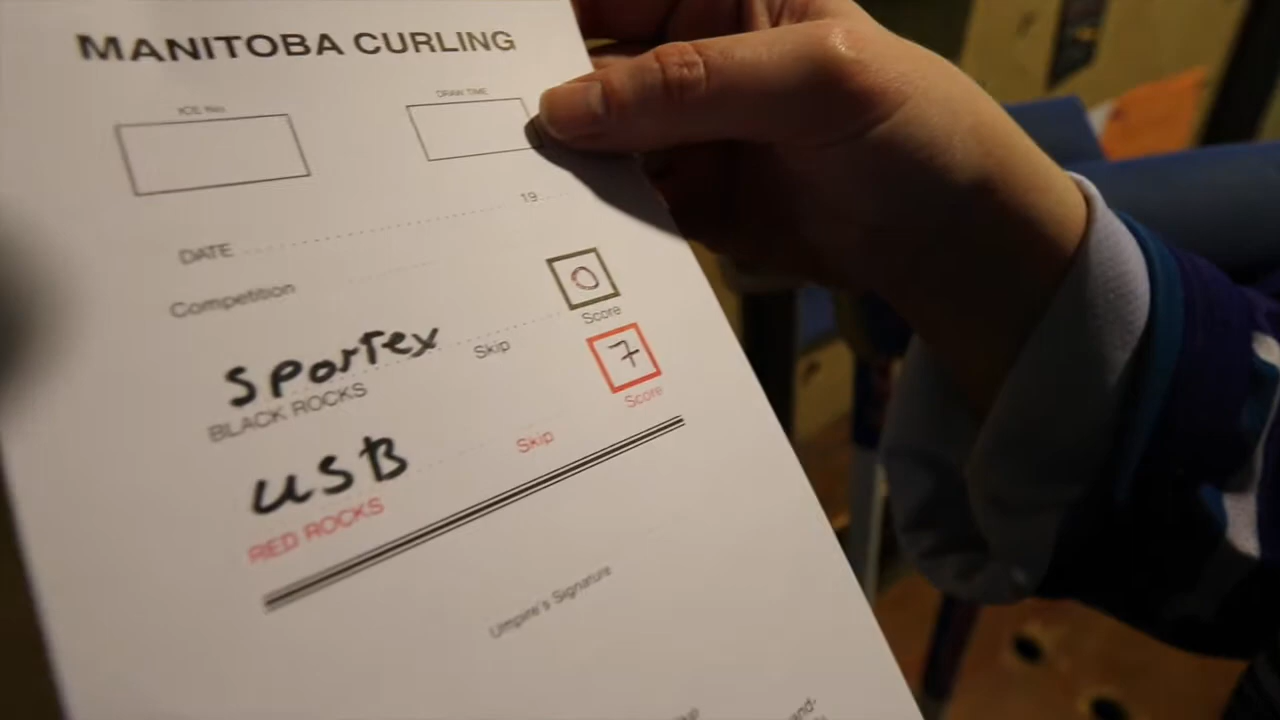 MANITOBA CURLING
ICE No. DRAW TIME
DATE 19
Competition
O
Score
Sportex Skip
BLACK ROCKS
7
Score
USB Skip
RED ROCKS
Umpire's Signature